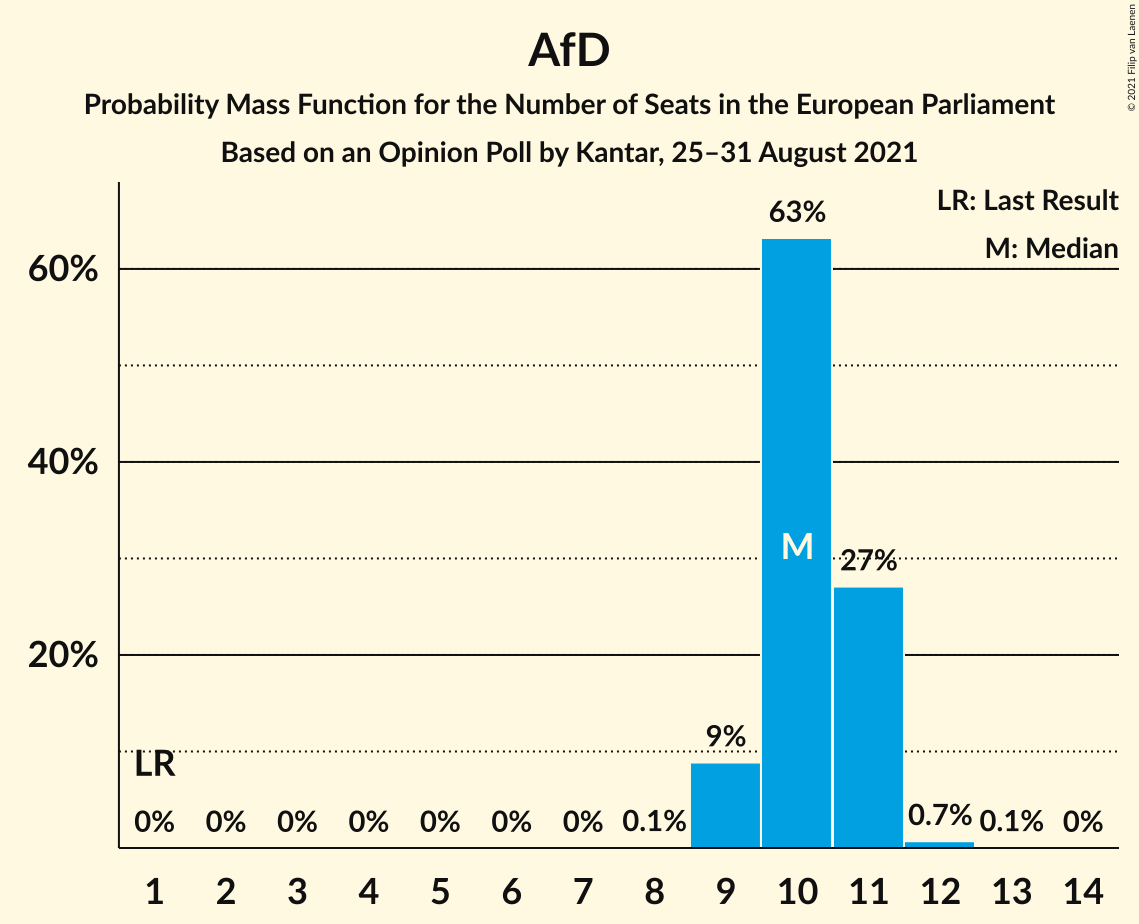 AfD
Probability Mass Function for the Number of Seats in the European Parliament
Based on an Opinion Poll by Kantar, 25–31 August 2021
© 2021 Filip van Laenen
LR: Last Result
M: Median
63%
60%
40%
M
27%
20%
9%
LR
0% 0% 0% 0% 0% 0% 0% 0.1% 0.7% 0.1% 0%
1 2 3 4 5 6 7 8 9 10 11 12 13 14